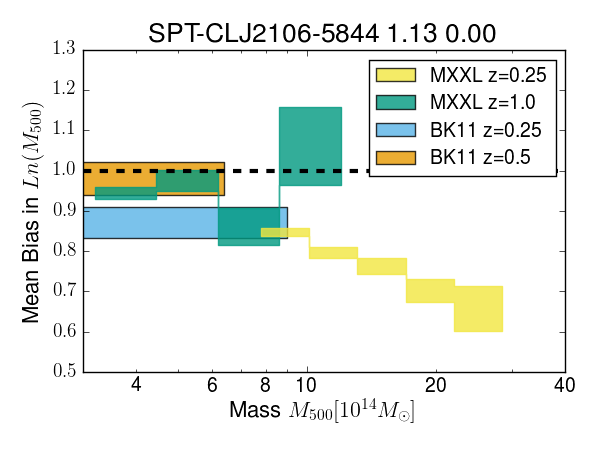 SPT-CLJ2106-5844 1.13 0.00
1.3
1.2
1.1
1.0
0.9
0.8
0.7
0.6
0.5
Mean Bias in Ln(M500)
MXXL z=0.25
MXXL z=1.0
BK11 z=0.25
BK11 z=0.5
4 6 8 10 20 40
Mass M500[10^14 M⊙]